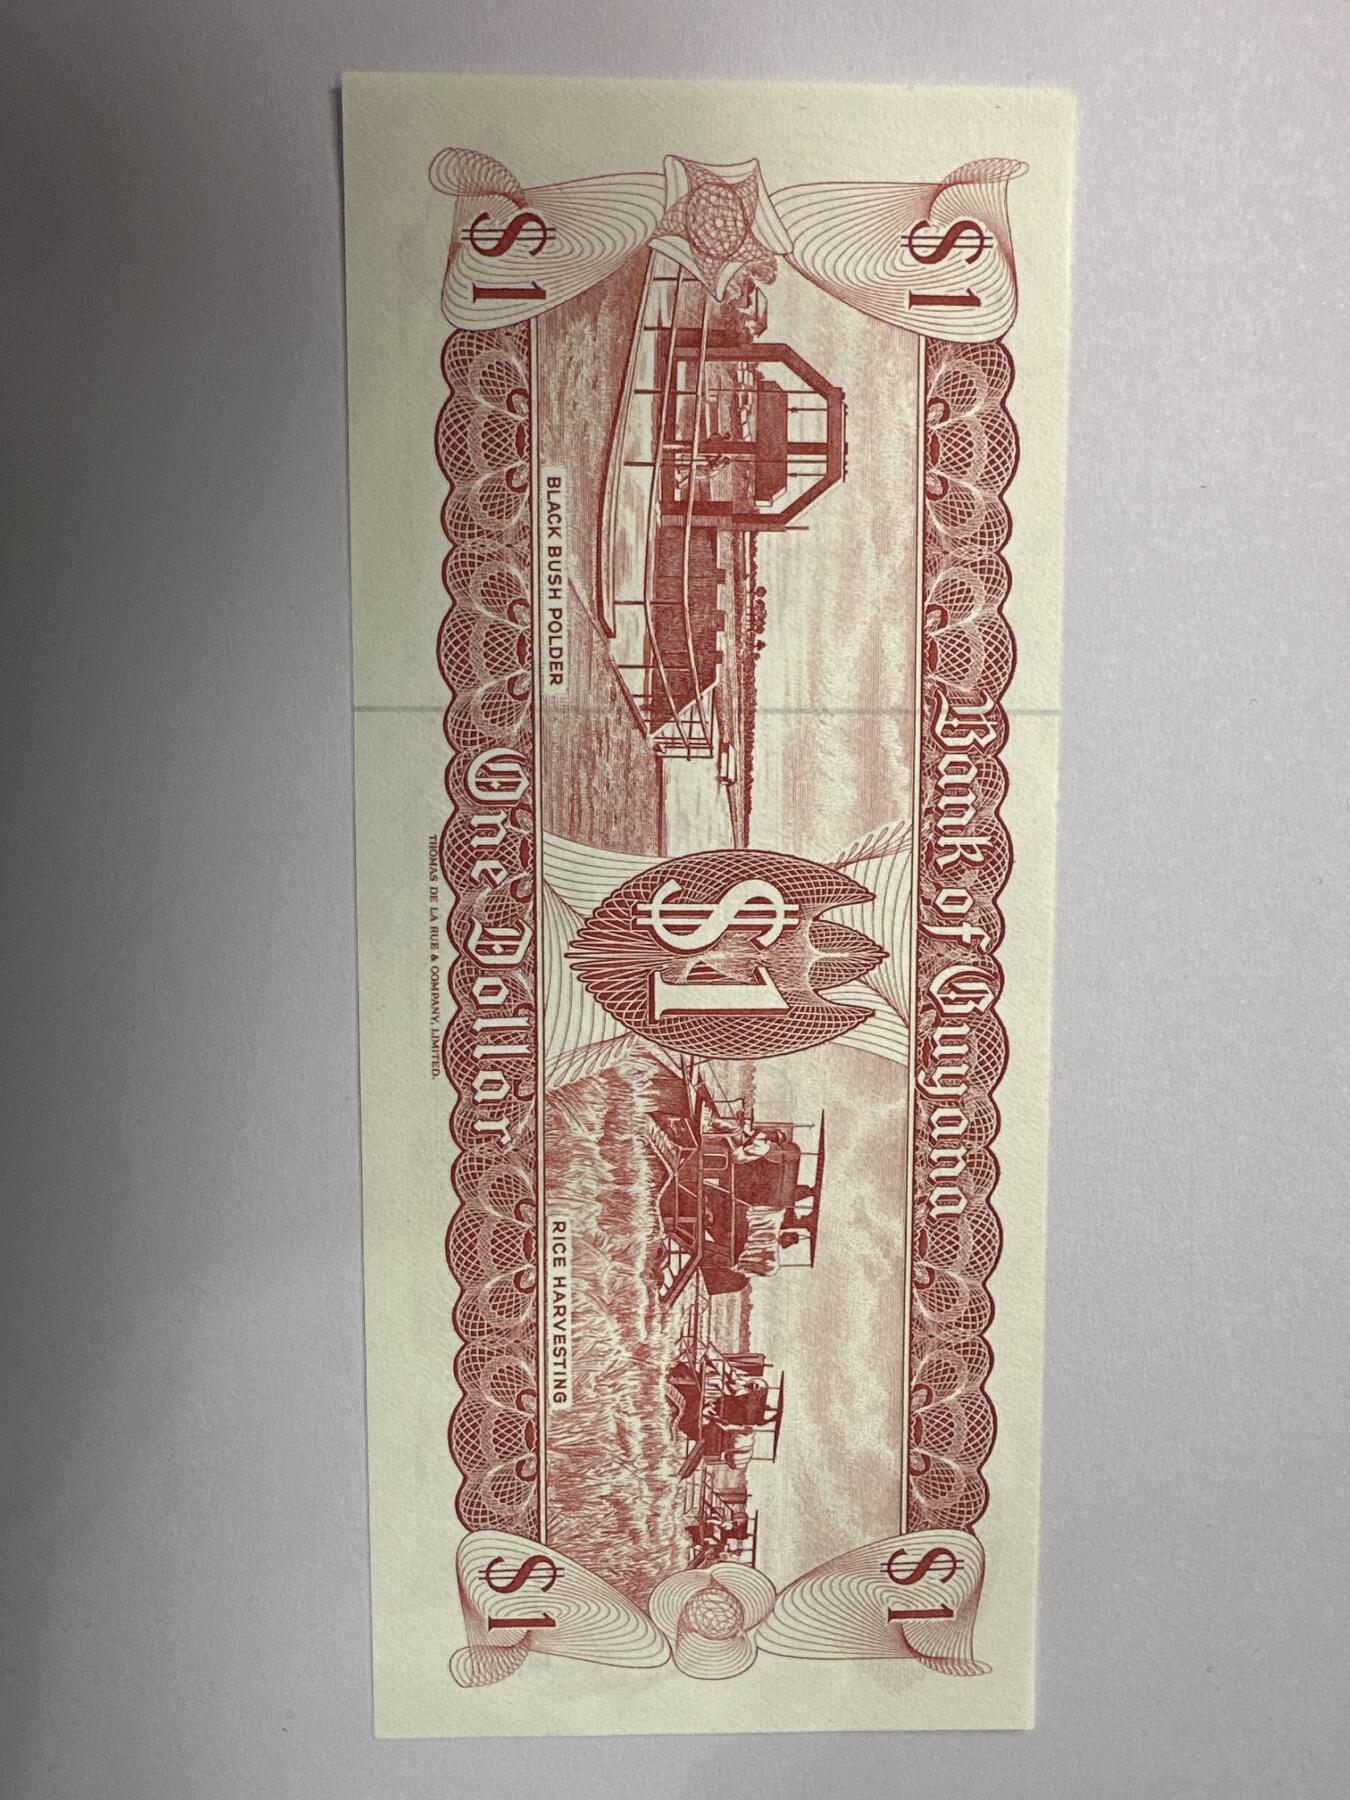 $1
Bank of Guyana
$1
$1
BLACK BUSH POLDER
RICE HARVESTING
$1
One Dollar
$1
THOMAS DE LA RUE & COMPANY, LIMITED.